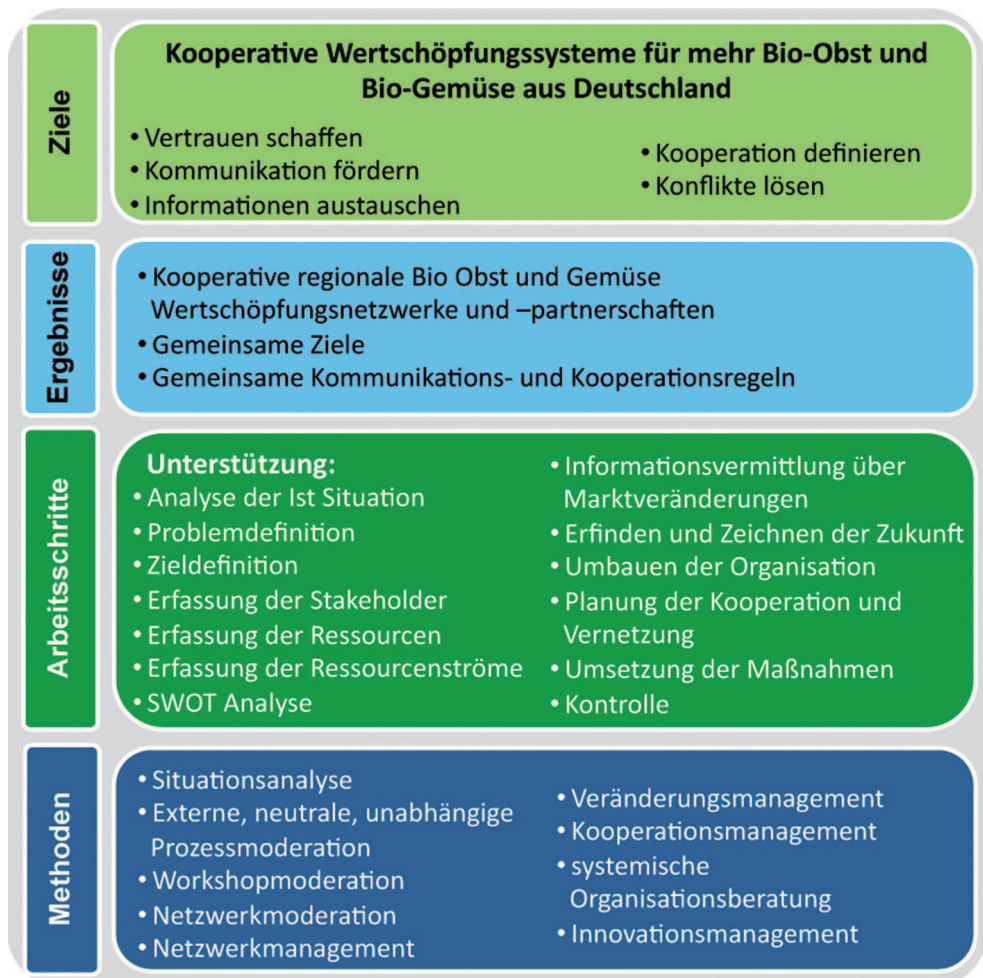 Ziele
Kooperative Wertschöpfungssysteme für mehr Bio-Obst und
Bio-Gemüse aus Deutschland
• Vertrauen schaffen
• Kommunikation fördern
• Informationen austauschen
• Kooperation definieren
• Konflikte lösen
Ergebnisse
• Kooperative regionale Bio Obst und Gemüse
Wertschöpfungsnetzwerke und –partnerschaften
• Gemeinsame Ziele
• Gemeinsame Kommunikations- und Kooperationsregeln
Arbeitsschritte
Unterstützung:
• Analyse der Ist Situation
• Problemdefinition
• Zieldefinition
• Erfassung der Stakeholder
• Erfassung der Ressourcen
• Erfassung der Ressourcenströme
• SWOT Analyse
• Informationsvermittlung über
Marktveränderungen
• Erfinden und Zeichnen der Zukunft
• Umbauen der Organisation
• Planung der Kooperation und
Vernetzung
• Umsetzung der Maßnahmen
• Kontrolle
Methoden
• Situationsanalyse
• Externe, neutrale, unabhängige
Prozessmoderation
• Workshopmoderation
• Netzwerkmoderation
• Netzwerkmanagement
• Veränderungsmanagement
• Kooperationsmanagement
• systemische
Organisationsberatung
• Innovationsmanagement